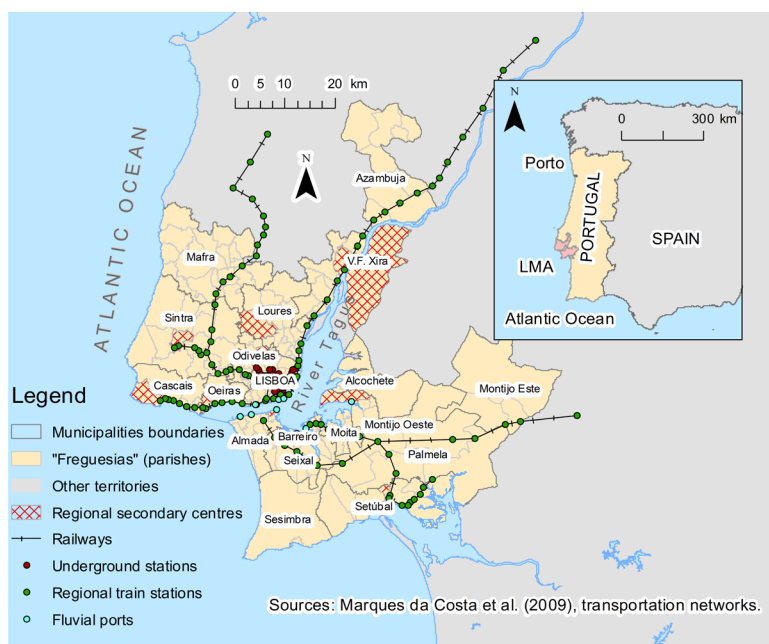 0 5 10 20 km
N
Azambuja
ATLANTIC OCEAN
Mafra
V.F. Xira
Sintra
Loures
Odivelas
River Tagus
Cascais
Oeiras
LISBOA
Alcochete
Montijo Este
Almada
Barreiro
Moita
Montijo Oeste
Seixal
Palmela
Setúbal
Sesimbra
N
0 300 km
Porto
PORTUGAL
SPAIN
LMA
Atlantic Ocean
Legend
Municipalities boundaries
"Freguesias" (parishes)
Other territories
Regional secondary centres
Railways
Underground stations
Regional train stations
Fluvial ports
Sources: Marques da Costa et al. (2009), transportation networks.